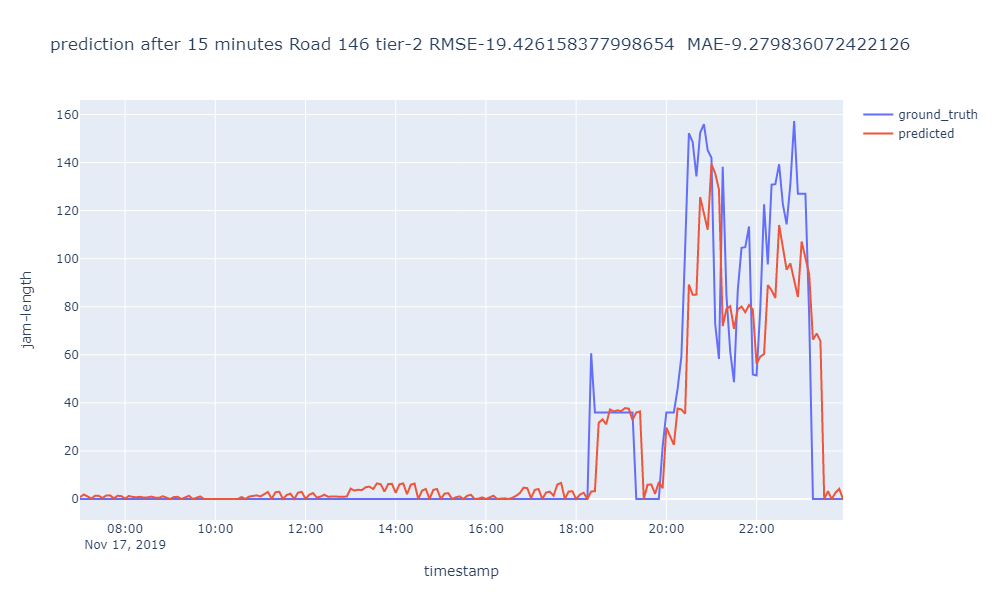 prediction after 15 minutes Road 146 tier-2 RMSE-19.426158377998654  MAE-9.279836072422126
ground_truth
predicted
160
140
120
100
80
60
40
20
0
jam-length
08:00 10:00 12:00 14:00 16:00 18:00 20:00 22:00
Nov 17, 2019
timestamp